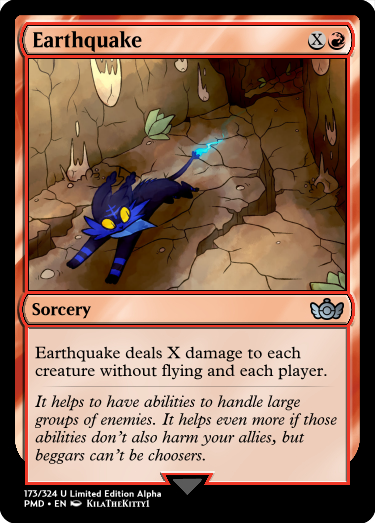 Earthquake X
Sorcery
Earthquake deals X damage to each
creature without flying and each player.
It helps to have abilities to handle large
groups of enemies. It helps even more if those
abilities don't also harm your allies, but
beggars can't be choosers.
173/324 U Limited Edition Alpha
PMD • EN KilaTheKitty1